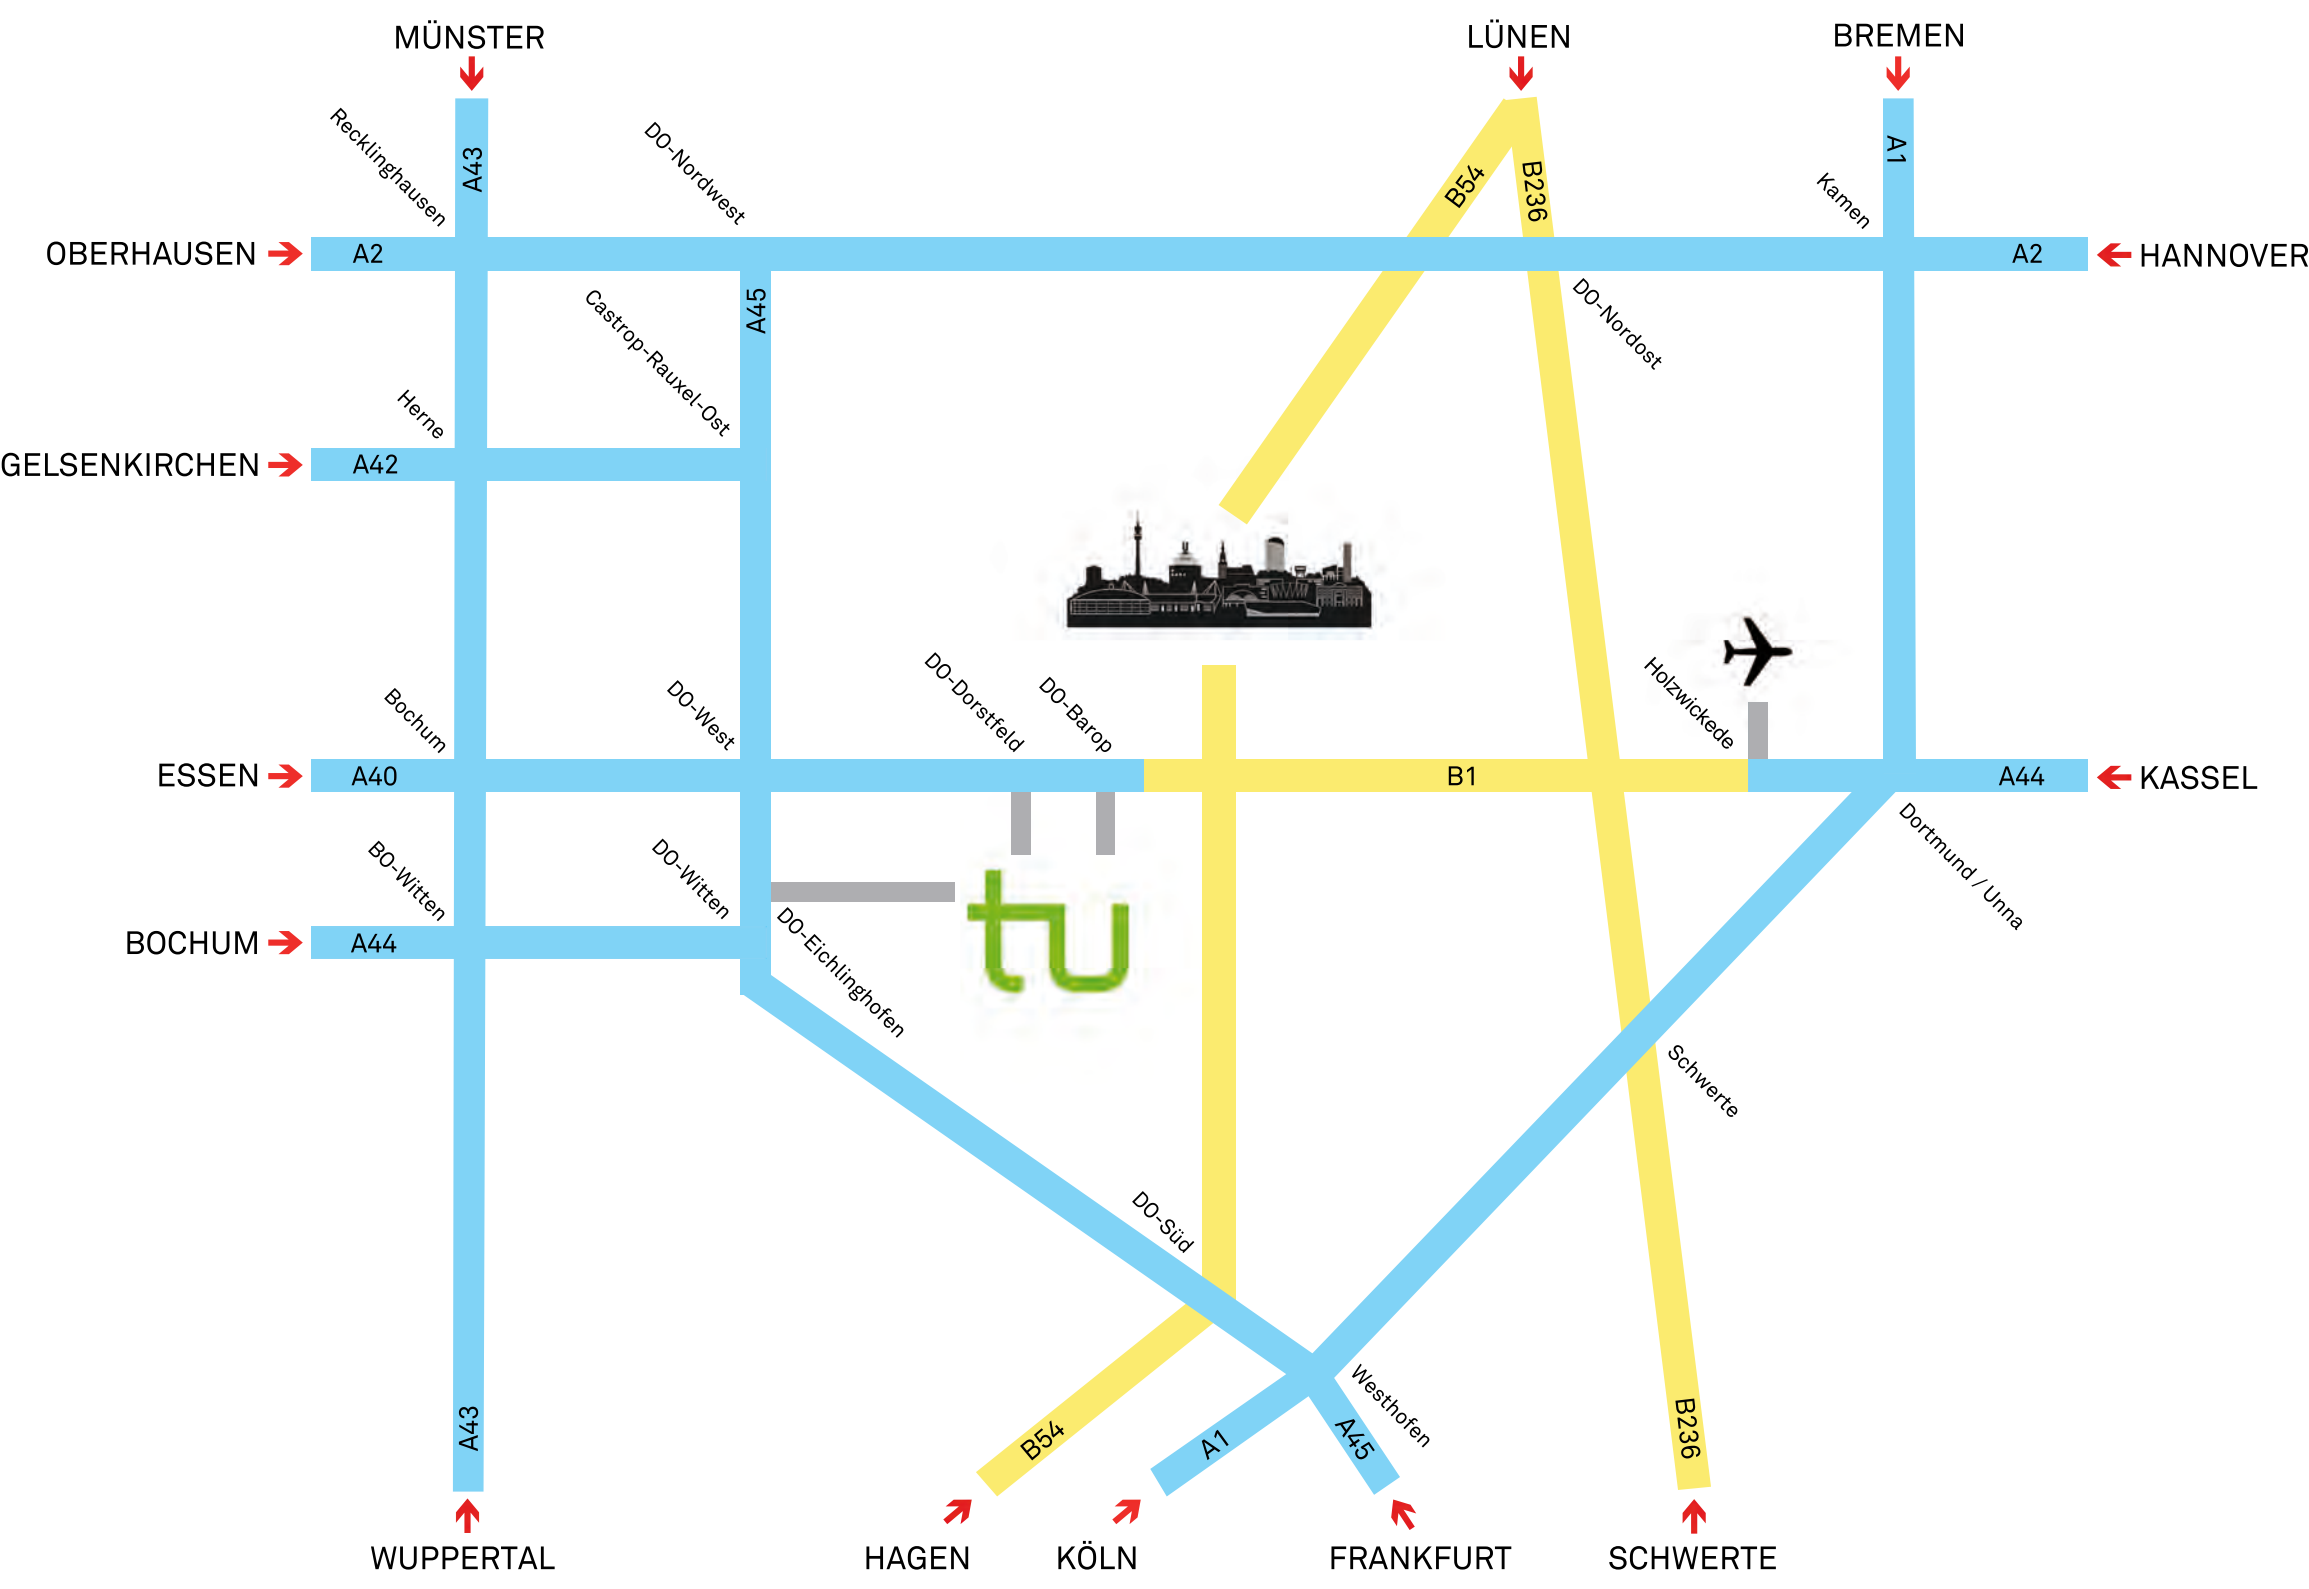 MÜNSTER
LÜNEN
BREMEN
Recklinghausen
A43
DO-Nordwest
B54
B236
A1
Kamen
OBERHAUSEN
A2
A2
HANNOVER
A45
Castrop-Rauxel-Ost
DO-Nordost
Herne
GELSENKIRCHEN
A42
Bochum
DO-West
DO-Dorstfeld
DO-Barop
Holzwickede
ESSEN
A40
B1
A44
KASSEL
BO-Witten
DO-Witten
Dortmund / Unna
BOCHUM
A44
DO-Eichlinghofen
tu
Schwerte
DO-Süd
Westhofen
A43
B54
A1
A45
B236
WUPPERTAL
HAGEN
KÖLN
FRANKFURT
SCHWERTE